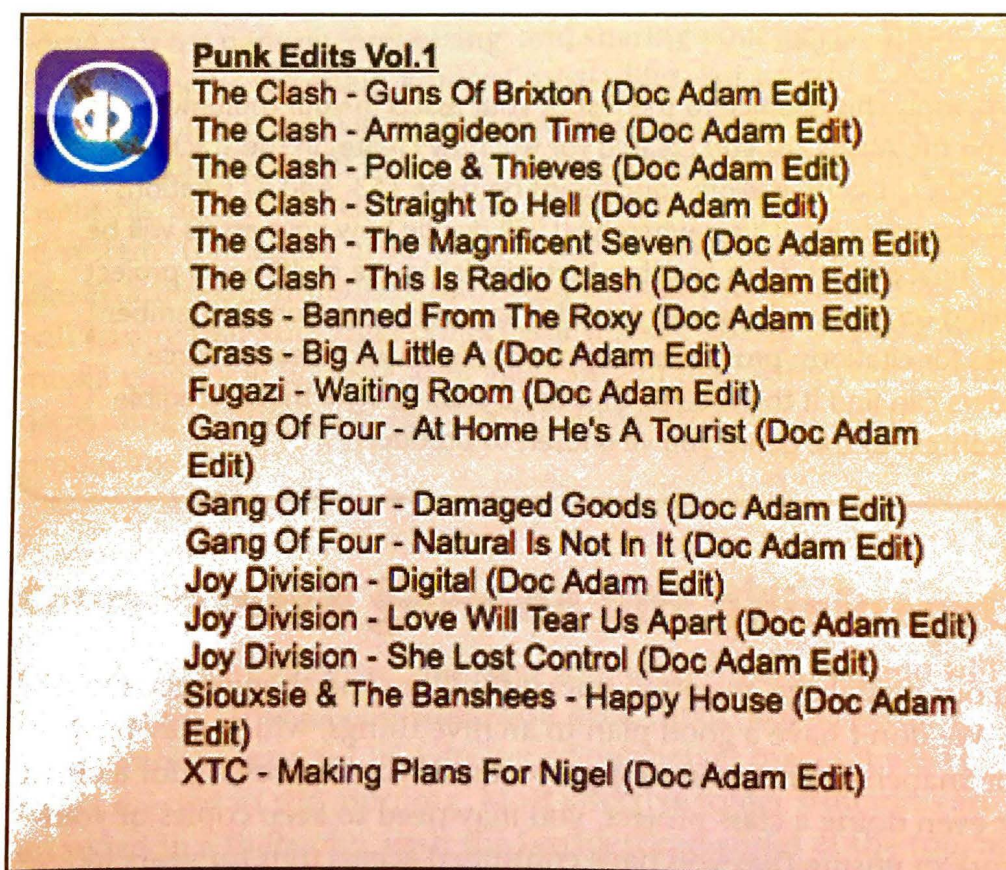 Punk Edits Vol.1
The Clash - Guns Of Brixton (Doc Adam Edit)
The Clash - Armagideon Time (Doc Adam Edit)
The Clash - Police & Thieves (Doc Adam Edit)
The Clash - Straight To Hell (Doc Adam Edit)
The Clash - The Magnificent Seven (Doc Adam Edit)
The Clash - This Is Radio Clash (Doc Adam Edit)
Crass - Banned From The Roxy (Doc Adam Edit)
Crass - Big A Little A (Doc Adam Edit)
Fugazi - Waiting Room (Doc Adam Edit)
Gang Of Four - At Home He's A Tourist (Doc Adam
Edit)
Gang Of Four - Damaged Goods (Doc Adam Edit)
Gang Of Four - Natural Is Not In It (Doc Adam Edit)
Joy Division - Digital (Doc Adam Edit)
Joy Division - Love Will Tear Us Apart (Doc Adam Edit)
Joy Division - She Lost Control (Doc Adam Edit)
Siouxsie & The Banshees - Happy House (Doc Adam
Edit)
XTC - Making Plans For Nigel (Doc Adam Edit)